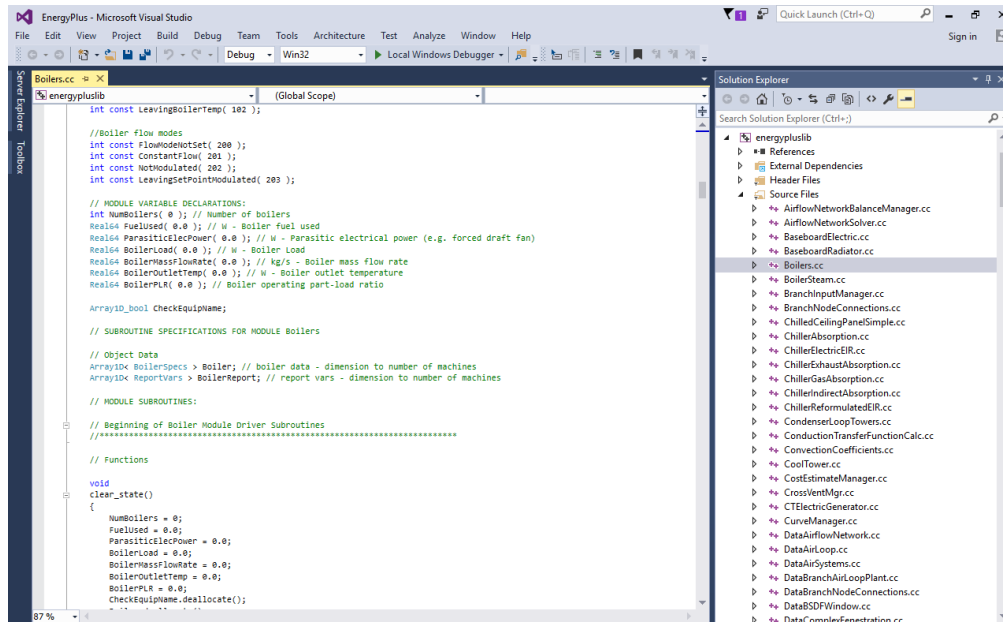 EnergyPlus - Microsoft Visual Studio
1
Quick Launch (Ctrl+Q)
File Edit View Project Build Debug Team Tools Architecture Test Analyze Window Help
Sign in
Debug Win32 Local Windows Debugger
Server Explorer
Toolbox
Boilers.cc
energypluslib
(Global Scope)
int const LeavingBoilerTemp( 102 );
//Boiler flow modes
int const FlowModeNotSet( 200 );
int const ConstantFlow( 201 );
int const NotModulated( 202 );
int const LeavingSetPointModulated( 203 );
// MODULE VARIABLE DECLARATIONS:
int NumBoilers( 0 ); // Number of boilers
Real64 FuelUsed( 0.0 ); // W - Boiler fuel used
Real64 ParasiticElecPower( 0.0 ); // W - Parasitic electrical power (e.g. forced draft fan)
Real64 BoilerLoad( 0.0 ); // W - Boiler Load
Real64 BoilerMassFlowRate( 0.0 ); // kg/s - Boiler mass flow rate
Real64 BoilerOutletTemp( 0.0 ); // W - Boiler outlet temperature
Real64 BoilerPLR( 0.0 ); // Boiler operating part-load ratio
Array1D_bool CheckEquipName;
// SUBROUTINE SPECIFICATIONS FOR MODULE Boilers
// Object Data
Array1D< BoilerSpecs > Boiler; // boiler data - dimension to number of machines
Array1D< ReportVars > BoilerReport; // report vars - dimension to number of machines
// MODULE SUBROUTINES:
// Beginning of Boiler Module Driver Subroutines
//*************************************************************************
// Functions
void
clear_state()
{
NumBoilers = 0;
FuelUsed = 0.0;
ParasiticElecPower = 0.0;
BoilerLoad = 0.0;
BoilerMassFlowRate = 0.0;
BoilerOutletTemp = 0.0;
BoilerPLR = 0.0;
CheckEquipName.deallocate();
87 %
Solution Explorer
Search Solution Explorer (Ctrl+;)
energypluslib
References
External Dependencies
Header Files
Source Files
AirflowNetworkBalanceManager.cc
AirflowNetworkSolver.cc
BaseboardElectric.cc
BaseboardRadiator.cc
Boilers.cc
BoilerSteam.cc
BranchInputManager.cc
BranchNodeConnections.cc
ChilledCeilingPanelSimple.cc
ChillerAbsorption.cc
ChillerElectricEIR.cc
ChillerExhaustAbsorption.cc
ChillerGasAbsorption.cc
ChillerIndirectAbsorption.cc
ChillerReformulatedEIR.cc
CondenserLoopTowers.cc
ConductionTransferFunctionCalc.cc
ConvectionCoefficients.cc
CoolTower.cc
CostEstimateManager.cc
CrossVentMgr.cc
CTElectricGenerator.cc
CurveManager.cc
DataAirflowNetwork.cc
DataAirLoop.cc
DataAirSystems.cc
DataBranchAirLoopPlant.cc
DataBranchNodeConnections.cc
DataBSDFWindow.cc
DataComplexFenestration.cc